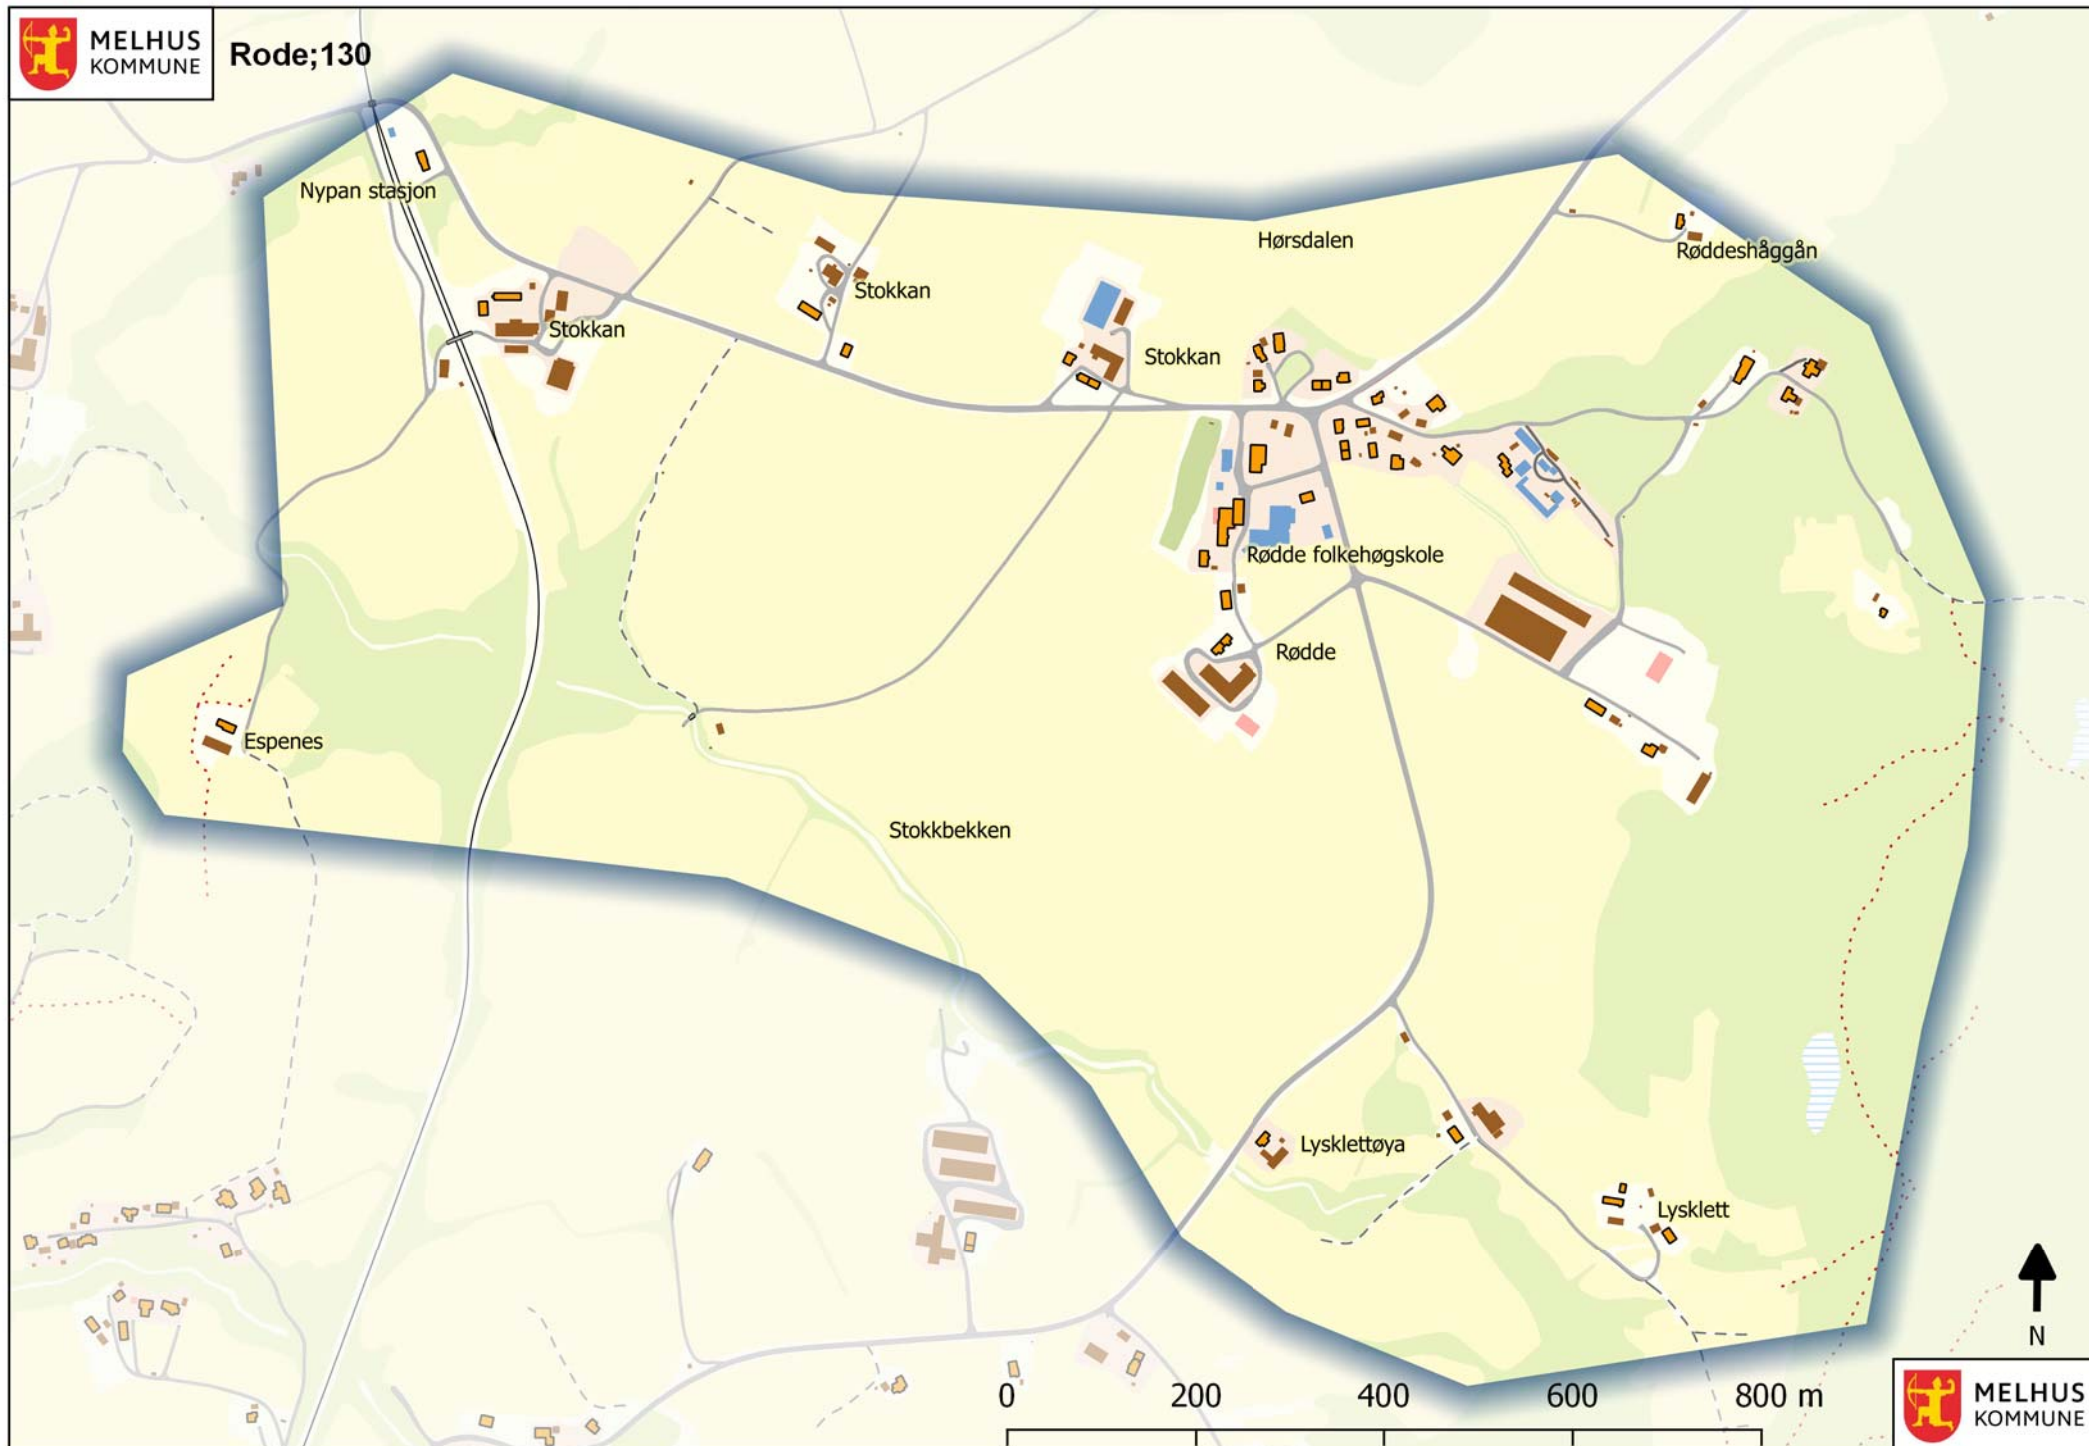 MELHUS
KOMMUNE
Rode;130
Nypan stasjon
Hørsdalen
Røddeshåggån
Stokkan
Stokkan
Stokkan
Rødde folkehøgskole
Rødde
Espenes
Stokkbekken
Lysklettøya
Lysklett
N
0 200 400 600 800 m
MELHUS
KOMMUNE